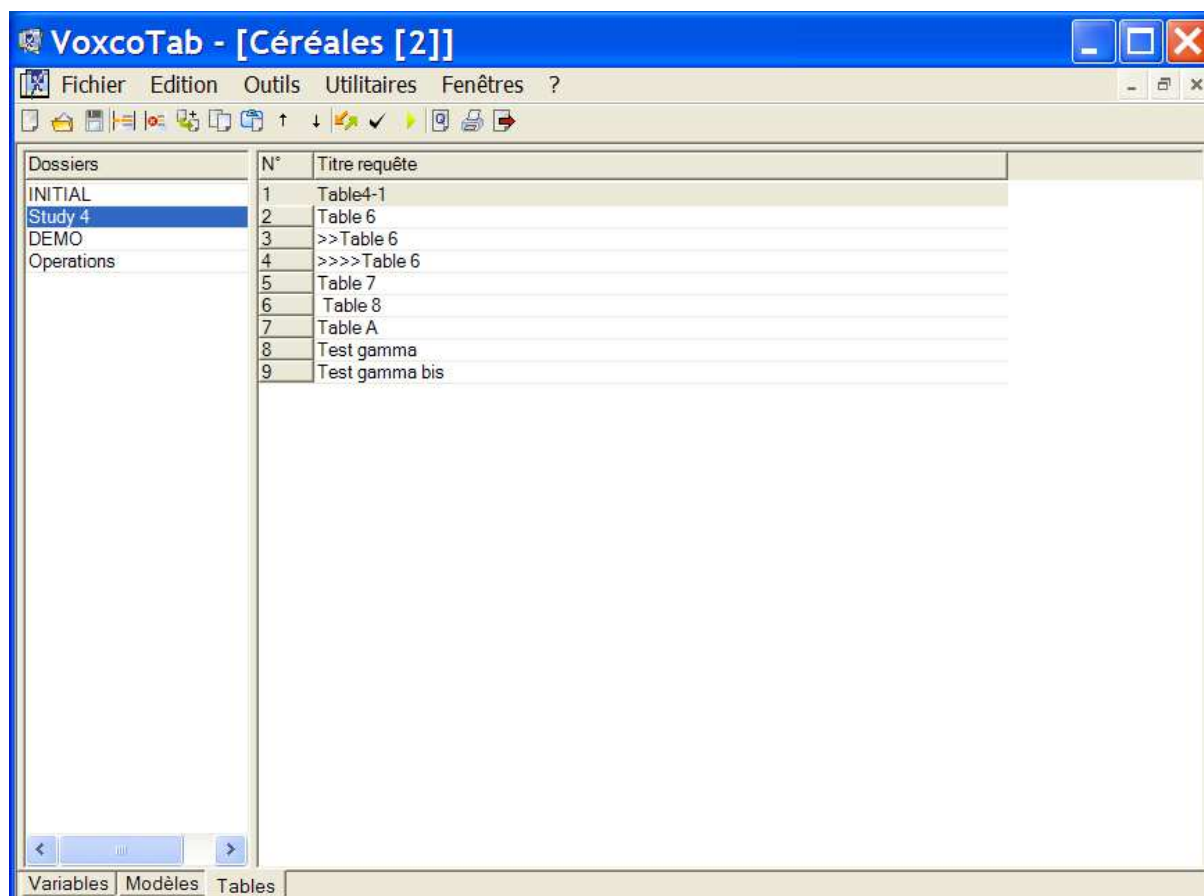 VoxcoTab - [Céréales [2]]
Fichier Edition Outils Utilitaires Fenêtres ?
Dossiers N° Titre requête
INITIAL 1 Table4-1
Study 4 2 Table 6
DEMO 3 >>Table 6
Operations 4 >>>>Table 6
5 Table 7
6 Table 8
7 Table A
8 Test gamma
9 Test gamma bis
Variables Modèles Tables